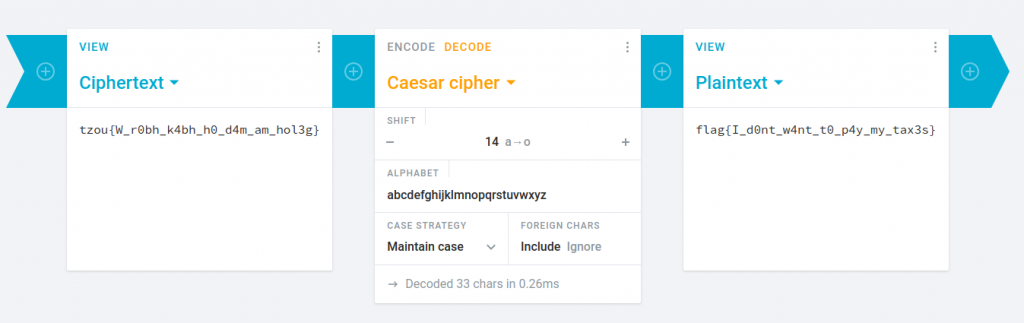 VIEW
Ciphertext
tzou{W_r0bh_k4bh_h0_d4m_am_hol3g}
ENCODE DECODE
Caesar cipher
SHIFT
− 14 a→o +
ALPHABET
abcdefghijklmnopqrstuvwxyz
CASE STRATEGY
Maintain case
FOREIGN CHARS
Include Ignore
→ Decoded 33 chars in 0.26ms
VIEW
Plaintext
flag{I_d0nt_w4nt_t0_p4y_my_tax3s}